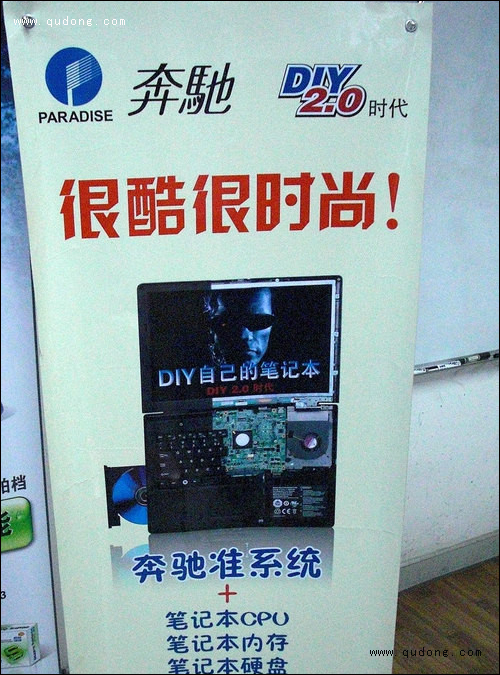 www.qudong.com
PARADISE
奔馳
DIY 2.0 时代
很酷很时尚!
DIY自己的笔记本
DIY 2.0 时代
奔驰准系统
+
笔记本CPU
笔记本内存
笔记本硬盘
www.qudong.com